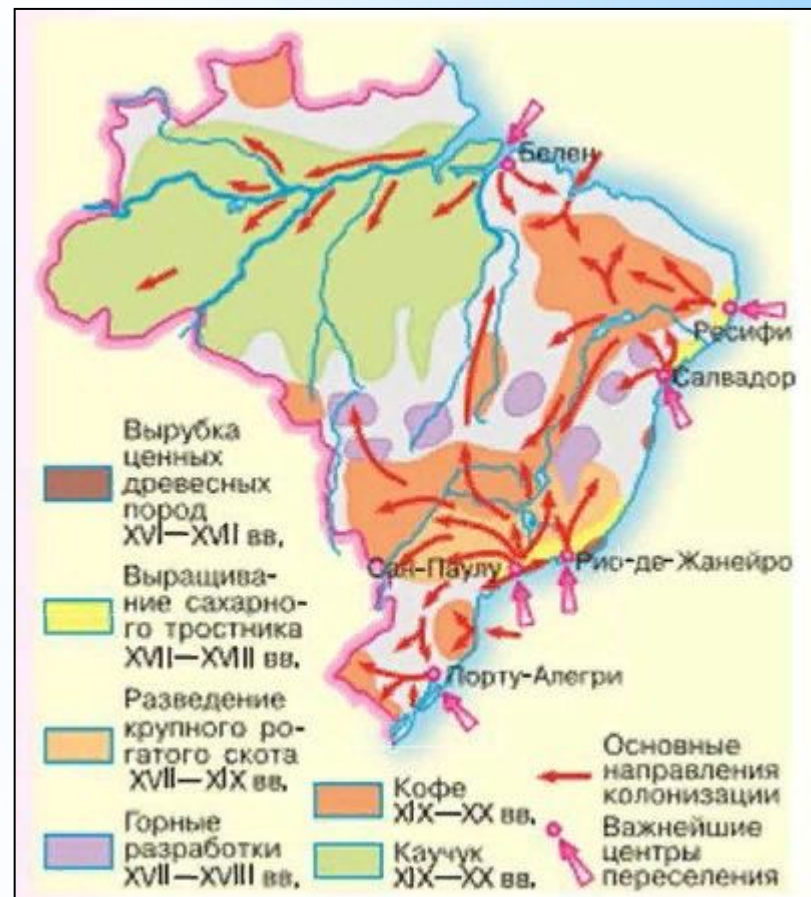 Белен
Ресифи
Салвадор
Сан-Паулу
Рио-де-Жанейро
Порту-Алегри
Вырубка
ценных
древесных
пород
XVI—XVII вв.
Выращива-
ние сахарно-
го тростника
XVII—XVIII вв.
Разведение
крупного ро-
гатого скота
XVII—XIX вв.
Горные
разработки
XVII—XVIII вв.
Кофе
XIX—XX вв.
Каучук
XIX—XX вв.
Основные
направления
колонизации
Важнейшие
центры
переселения